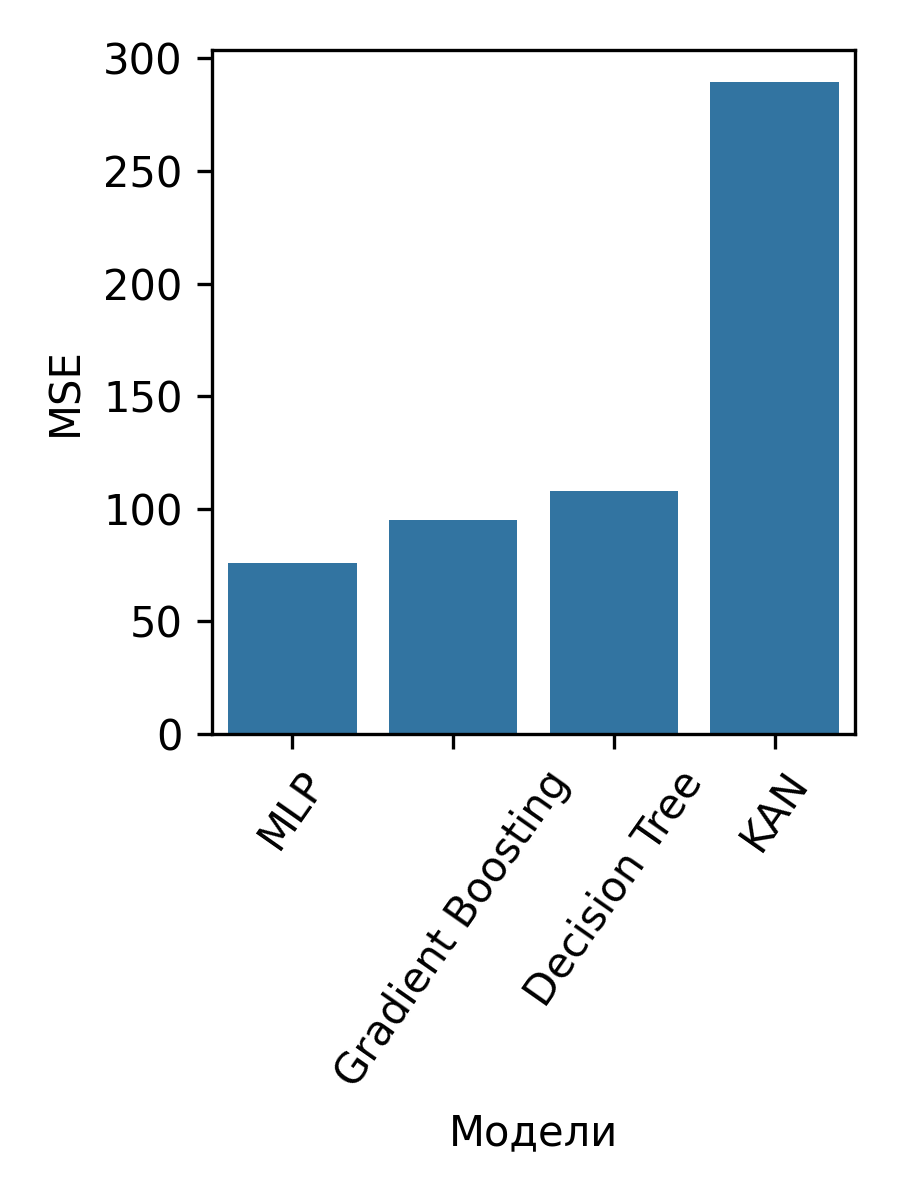 300
250
200
150
100
50
0
MSE
MLP
Gradient Boosting
Decision Tree
KAN
Модели